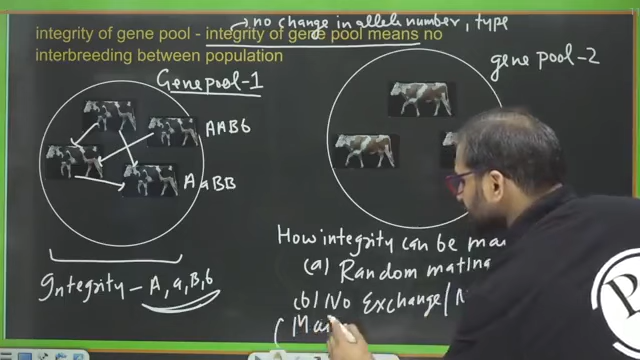 no change in allele number, type
integrity of gene pool - integrity of gene pool means no
interbreeding between population
Genepool-1
gene pool-2
AABb
AaBB
How integrity can be
Integrity - A, a, B, b
(a) Random mating
(b) No Exchange/